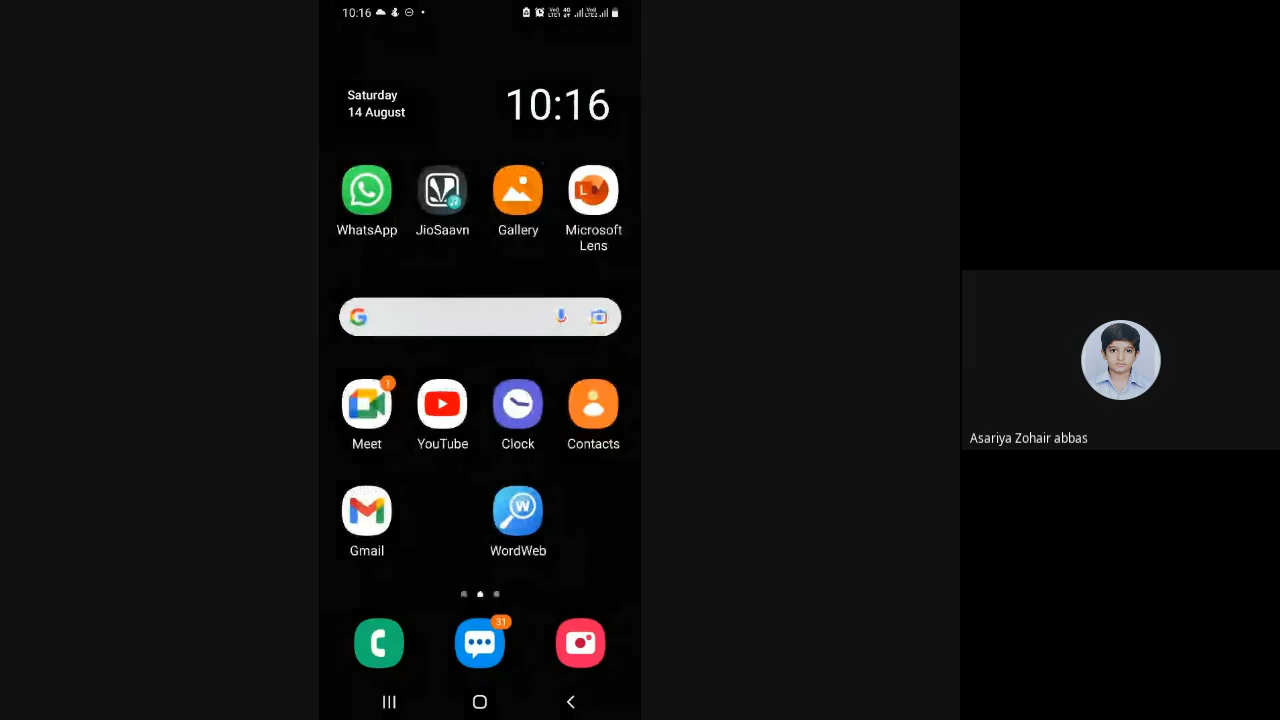 10:16
Saturday
14 August
10:16
WhatsApp
JioSaavn
Gallery
Microsoft
Lens
Meet
1
YouTube
Clock
Contacts
Gmail
WordWeb
31
Asariya Zohair abbas